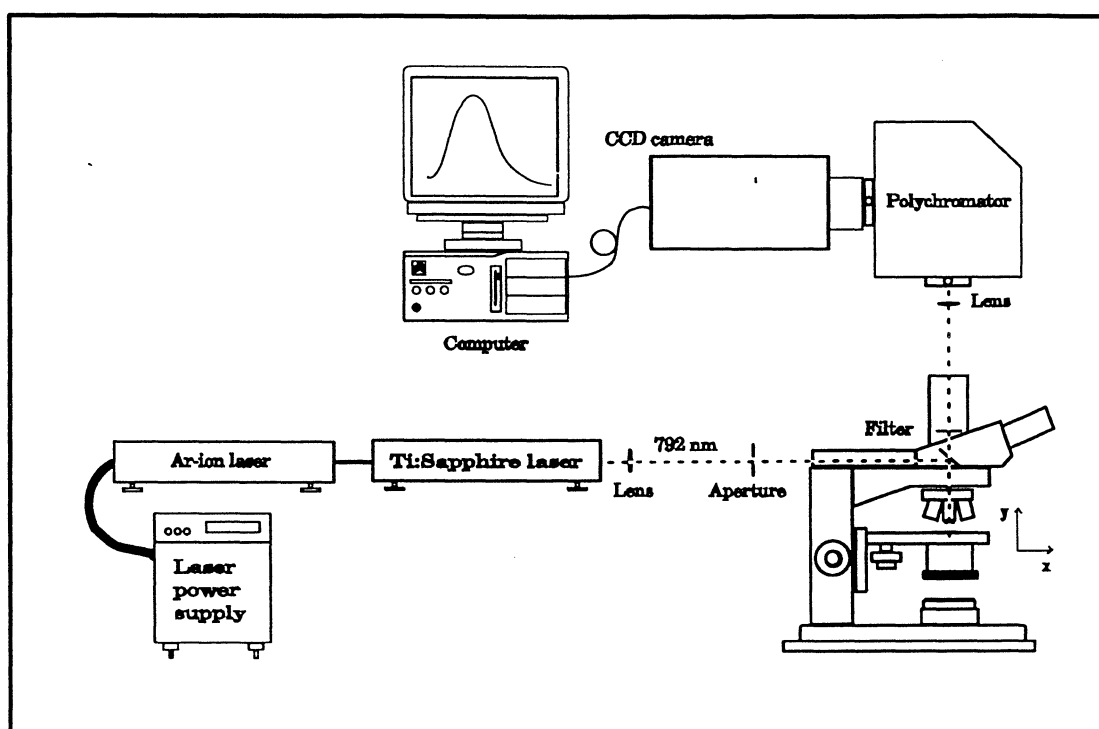 CCD camera
Polychromator
Lens
Computer
Filter
792 nm
Ar-ion laser
Ti:Sapphire laser
Lens
Aperture
y
x
Laser
power
supply